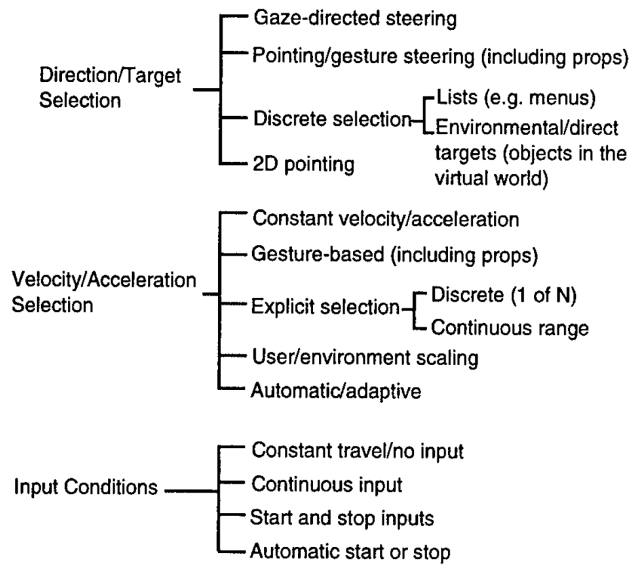 Gaze-directed steering
Pointing/gesture steering (including props)
Direction/Target
Selection
Discrete selection
Lists (e.g. menus)
Environmental/direct
targets (objects in the
virtual world)
2D pointing
Constant velocity/acceleration
Gesture-based (including props)
Velocity/Acceleration
Selection
Explicit selection
Discrete (1 of N)
Continuous range
User/environment scaling
Automatic/adaptive
Constant travel/no input
Input Conditions
Continuous input
Start and stop inputs
Automatic start or stop